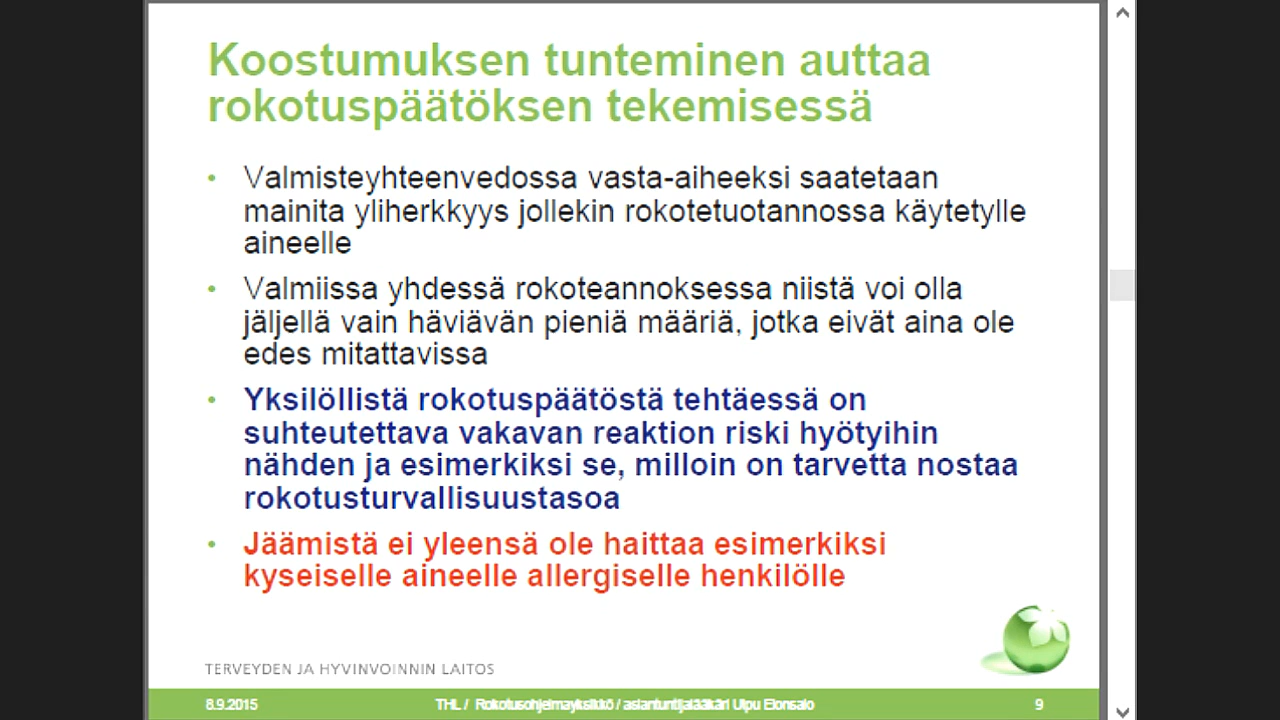 Koostumuksen tunteminen auttaa
rokotuspäätöksen tekemisessä
• Valmisteyhteenvedossa vasta-aiheeksi saatetaan
mainita yliherkkyys jollekin rokotetuotannossa käytetylle
aineelle
• Valmiissa yhdessä rokoteannoksessa niistä voi olla
jäljellä vain häviävän pieniä määriä, jotka eivät aina ole
edes mitattavissa
• Yksilöllistä rokotuspäätöstä tehtäessä on
suhteutettava vakavan reaktion riski hyötyihin
nähden ja esimerkiksi se, milloin on tarvetta nostaa
rokotusturvallisuustasoa
• Jäämistä ei yleensä ole haittaa esimerkiksi
kyseiselle aineelle allergiselle henkilölle
TERVEYDEN JA HYVINVOINNIN LAITOS
8.9.2015 THL / Rokotusohjelmayksikkö / asiantuntijalääkäri Ulpu Elonsalo 9